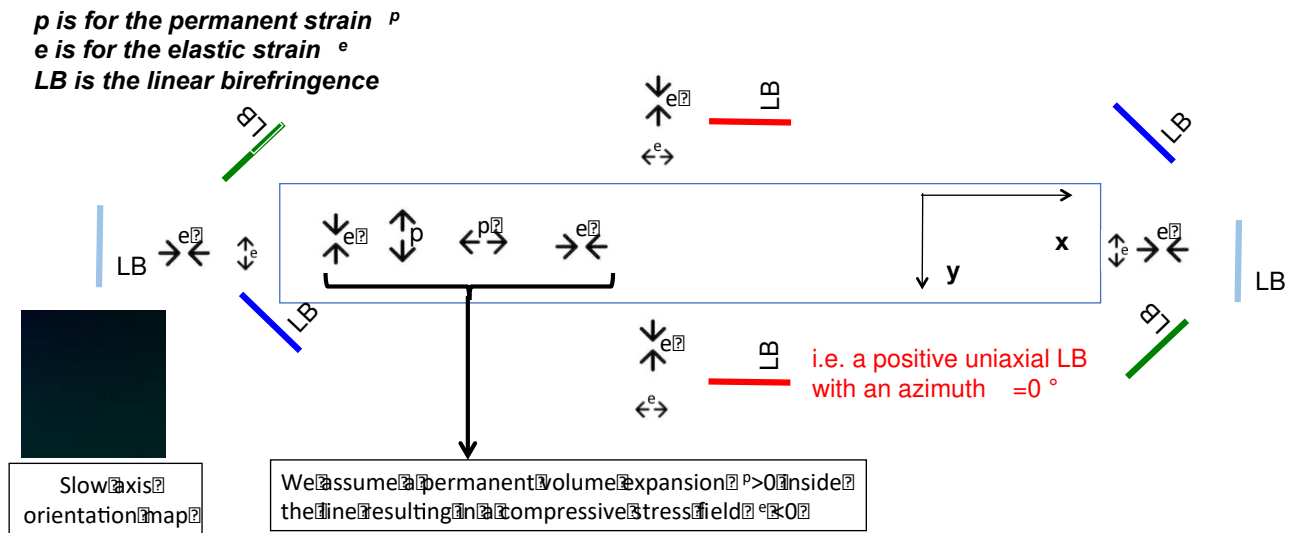 p is for the permanent strain p
e is for the elastic strain e
LB is the linear birefringence
LB
e⍰
LB
e
LB
LB
e⍰
e
e⍰
p
p⍰
e⍰
x
y
e
e⍰
LB
LB
e⍰
LB
e
LB
i.e. a positive uniaxial LB
with an azimuth =0 °
Slow⍰axis⍰
orientation⍰map⍰
We⍰assume⍰a⍰permanent⍰volume⍰expansion⍰ p>0⍰inside⍰
the⍰line⍰resulting⍰in⍰a⍰compressive⍰stress⍰field⍰ e<0⍰